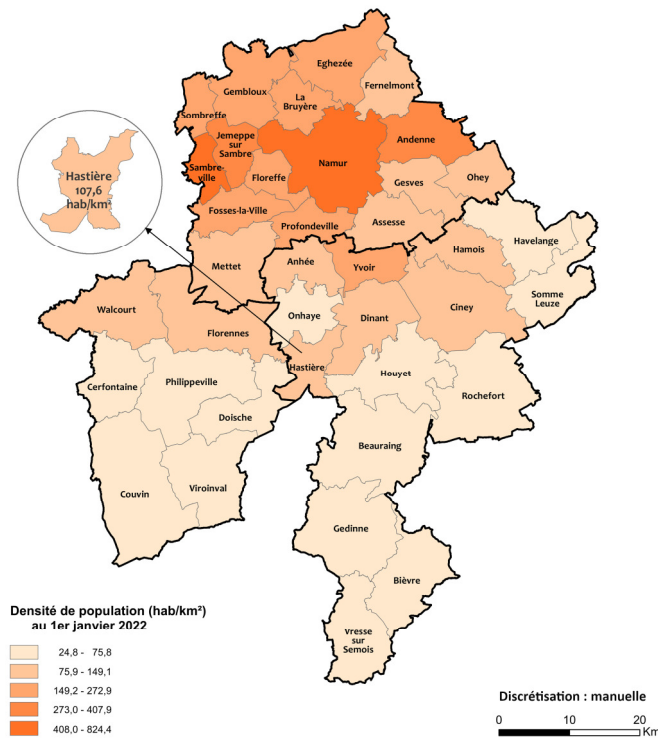 Eghezée
Gembloux
Fernelmont
La
Bruyère
Sombreffe
Jemeppe
sur
Sambre
Andenne
Namur
Sambre-
ville
Floreffe
Hastière
107,6
hab/km²
Gesves
Ohey
Fosses-la-Ville
Profondeville
Assesse
Havelange
Hamois
Mettet
Anhée
Yvoir
Somme
Leuze
Walcourt
Onhaye
Dinant
Ciney
Florennes
Hastière
Houyet
Cerfontaine
Philippeville
Rochefort
Doische
Beauraing
Couvin
Viroinval
Gedinne
Bièvre
Vresse
sur
Semois
Densité de population (hab/km²)
au 1er janvier 2022
24,8 - 75,8
75,9 - 149,1
149,2 - 272,9
273,0 - 407,9
408,0 - 824,4
Discrétisation : manuelle
0 10 20
Km